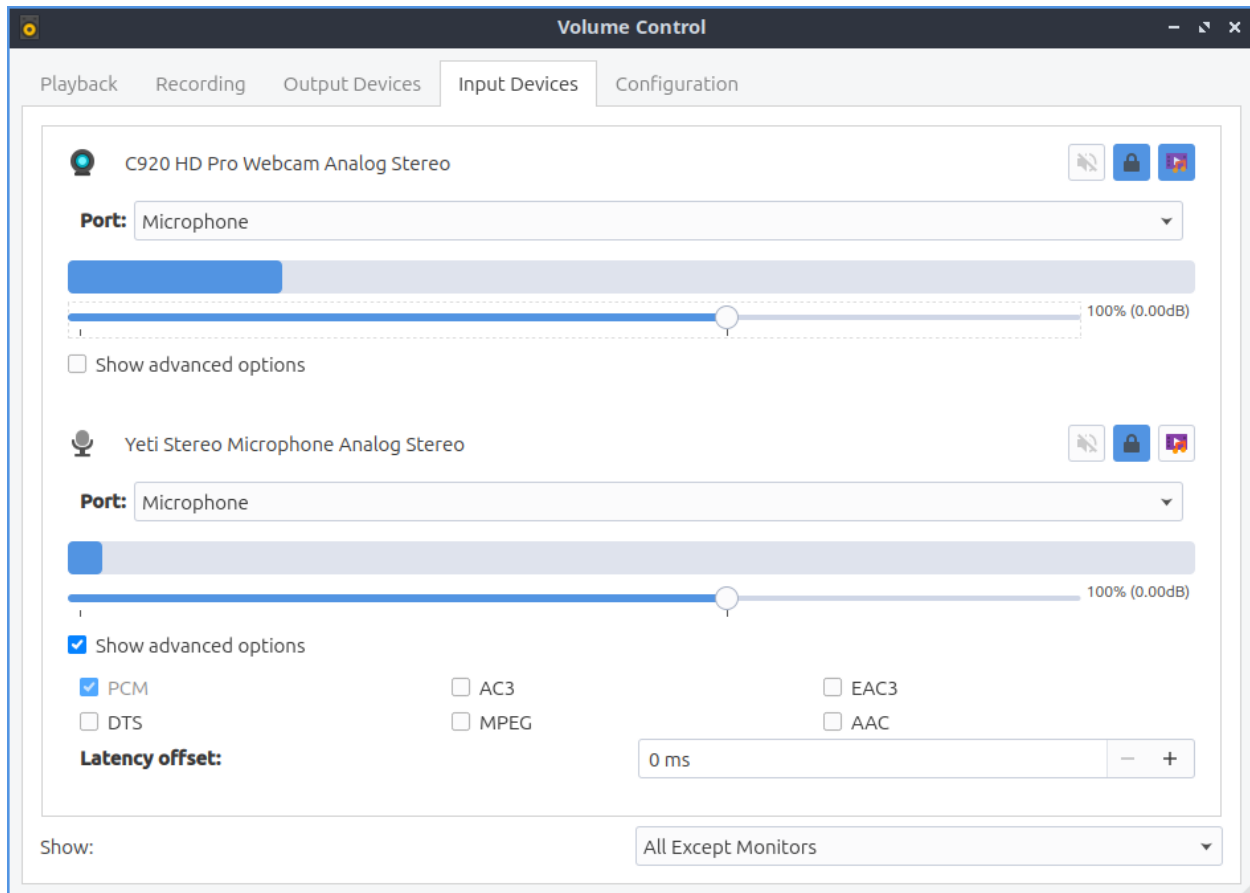 Volume Control
Playback Recording Output Devices Input Devices Configuration
C920 HD Pro Webcam Analog Stereo
Port: Microphone
100% (0.00dB)
Show advanced options
Yeti Stereo Microphone Analog Stereo
Port: Microphone
100% (0.00dB)
Show advanced options
PCM AC3 EAC3
DTS MPEG AAC
Latency offset: 0 ms
Show: All Except Monitors